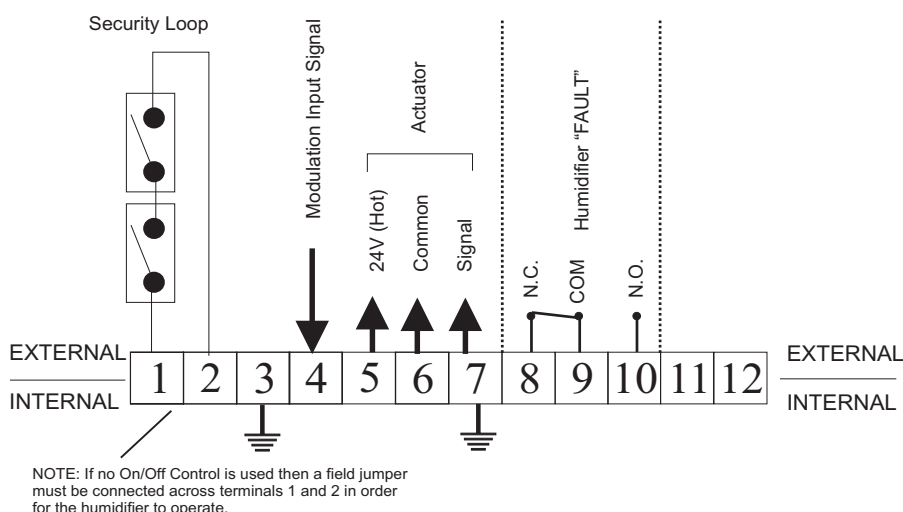 Security Loop
Modulation Input Signal
Actuator
24V (Hot)
Common
Signal
Humidifier “FAULT”
N.C.
COM
N.O.
EXTERNAL
INTERNAL
1 2 3 4 5 6 7 8 9 10 11 12
EXTERNAL
INTERNAL
NOTE: If no On/Off Control is used then a field jumper
must be connected across terminals 1 and 2 in order
for the humidifier to operate.